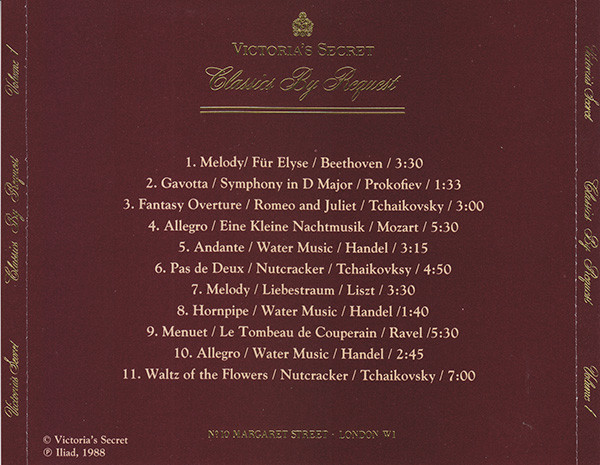 VICTORIA'S SECRET
Classics By Request
1. Melody/ Für Elyse / Beethoven / 3:30
2. Gavotta / Symphony in D Major / Prokofiev / 1:33
3. Fantasy Overture / Romeo and Juliet / Tchaikovsky / 3:00
4. Allegro / Eine Kleine Nachtmusik / Mozart / 5:30
5. Andante / Water Music / Handel / 3:15
6. Pas de Deux / Nutcracker / Tchaikovksy / 4:50
7. Melody / Liebestraum / Liszt / 3:30
8. Hornpipe / Water Music / Handel /1:40
9. Menuet / Le Tombeau de Couperain / Ravel /5:30
10. Allegro / Water Music / Handel / 2:45
11. Waltz of the Flowers / Nutcracker / Tchaikovsky / 7:00
Nº10 MARGARET STREET · LONDON W1
© Victoria's Secret
℗ Iliad, 1988
Victoria's Secret Classics By Request Volume 1
Victoria's Secret Classics By Request Volume 1